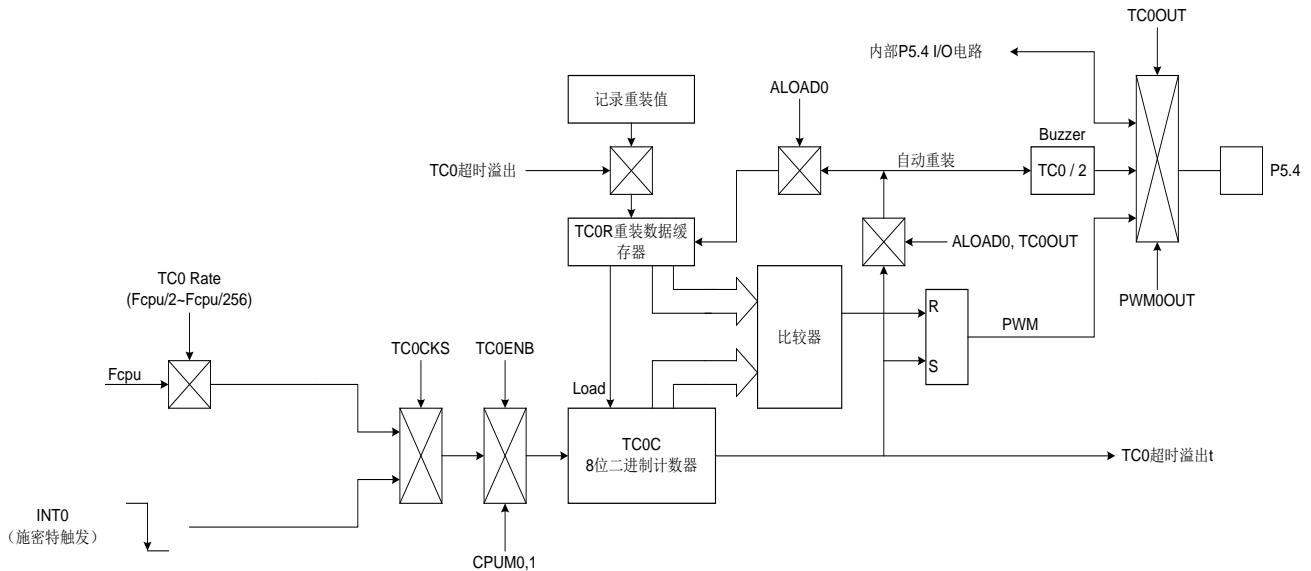 TC0OUT
内部P5.4 I/O电路
ALOAD0
记录重装值
Buzzer
TC0超时溢出
自动重装
TC0 / 2
P5.4
TC0R重装数据缓
存器
ALOAD0, TC0OUT
TC0 Rate
(Fcpu/2~Fcpu/256)
PWM0OUT
比较器
R
PWM
S
TC0CKS
TC0ENB
Fcpu
Load
TC0C
8位二进制计数器
TC0超时溢出t
INT0
（施密特触发）
CPUM0,1